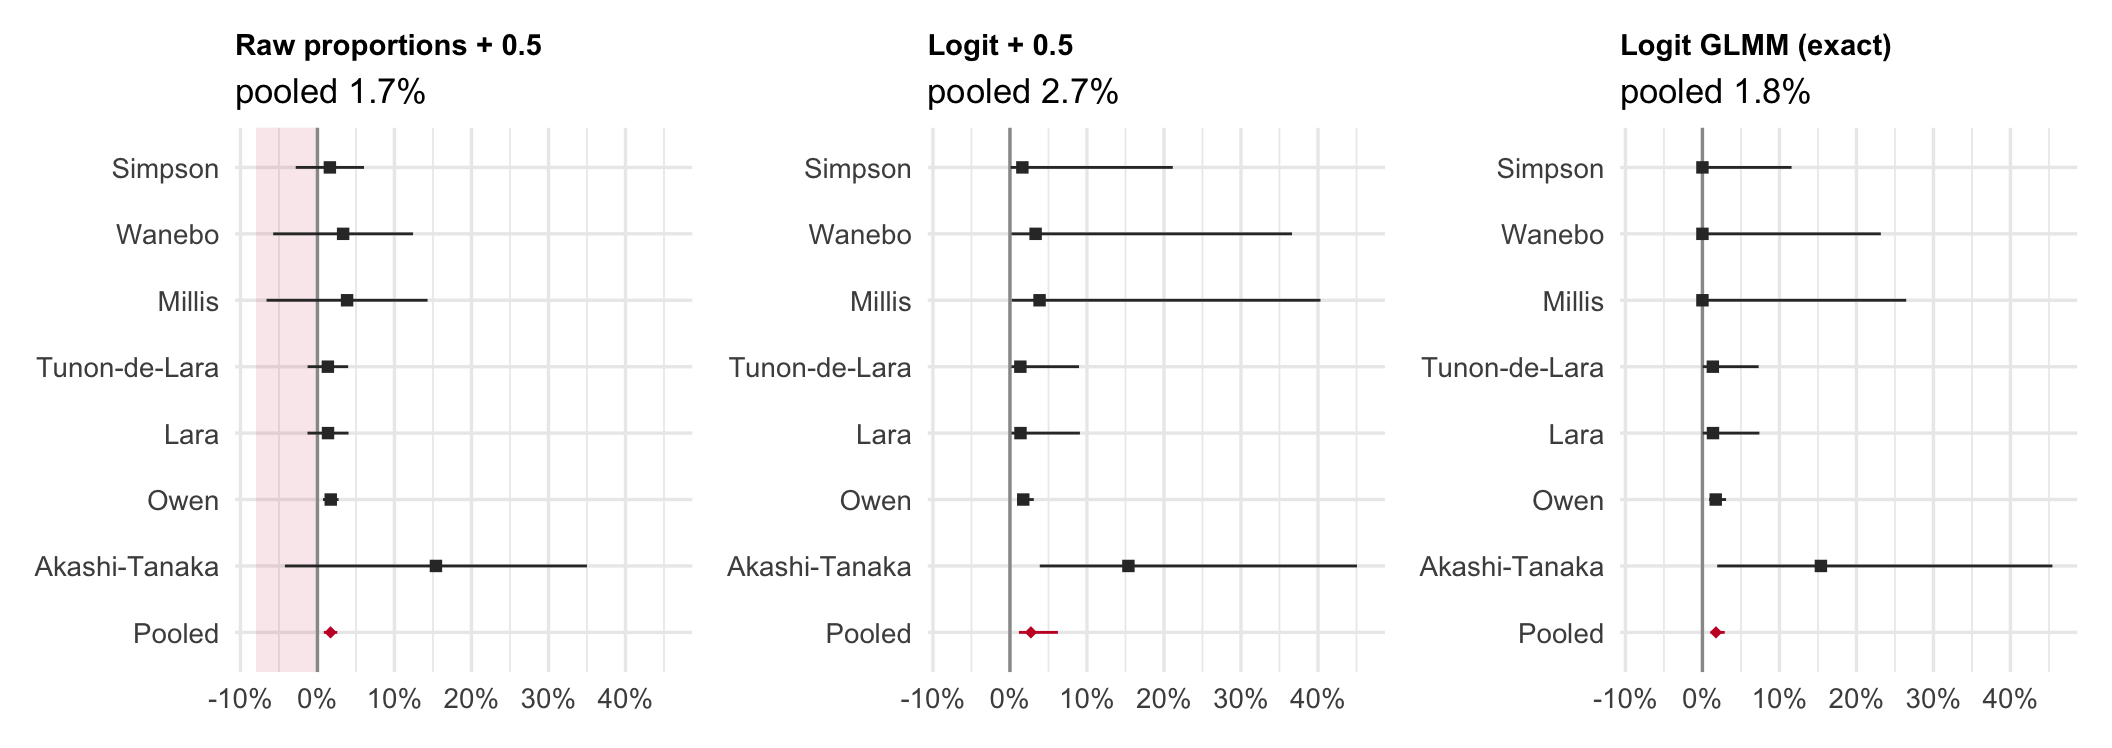 Raw proportions + 0.5
pooled 1.7%
Simpson
Wanebo
Millis
Tunon-de-Lara
Lara
Owen
Akashi-Tanaka
Pooled
-10% 0% 10% 20% 30% 40%
Logit + 0.5
pooled 2.7%
Simpson
Wanebo
Millis
Tunon-de-Lara
Lara
Owen
Akashi-Tanaka
Pooled
-10% 0% 10% 20% 30% 40%
Logit GLMM (exact)
pooled 1.8%
Simpson
Wanebo
Millis
Tunon-de-Lara
Lara
Owen
Akashi-Tanaka
Pooled
-10% 0% 10% 20% 30% 40%